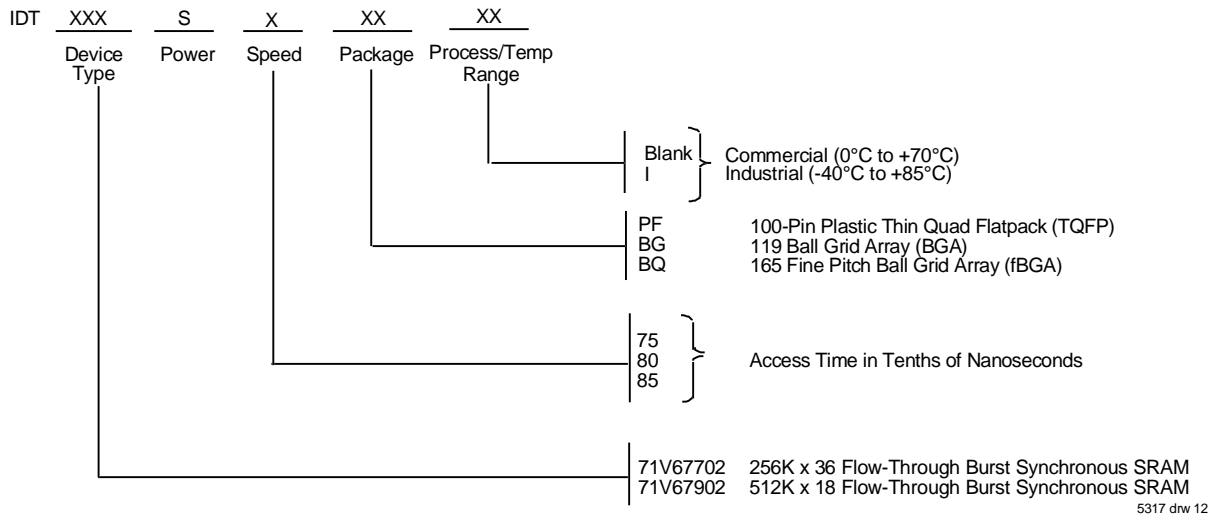 IDT XXX S X XX XX
Device Type Power Speed Package Process/Temp Range
Blank Commercial (0°C to +70°C)
I Industrial (-40°C to +85°C)
PF 100-Pin Plastic Thin Quad Flatpack (TQFP)
BG 119 Ball Grid Array (BGA)
BQ 165 Fine Pitch Ball Grid Array (fBGA)
75
80 Access Time in Tenths of Nanoseconds
85
71V67702 256K x 36 Flow-Through Burst Synchronous SRAM
71V67902 512K x 18 Flow-Through Burst Synchronous SRAM
5317 drw 12